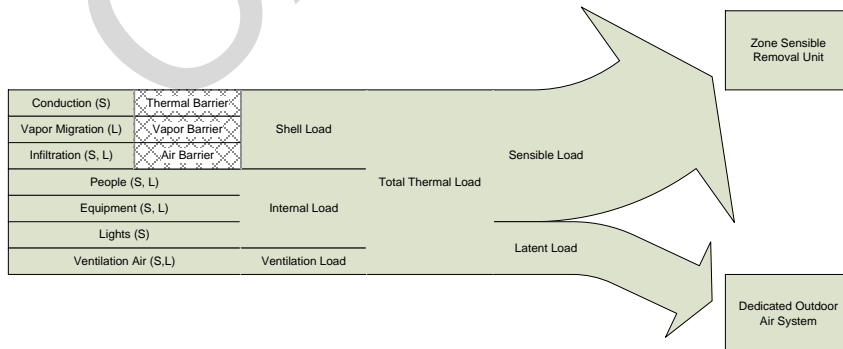 Zone Sensible
Removal Unit
Conduction (S)
Thermal Barrier
Vapor Migration (L)
Vapor Barrier
Shell Load
Infiltration (S, L)
Air Barrier
Sensible Load
People (S, L)
Total Thermal Load
Equipment (S, L)
Internal Load
Lights (S)
Latent Load
Ventilation Air (S,L)
Ventilation Load
Dedicated Outdoor
Air System